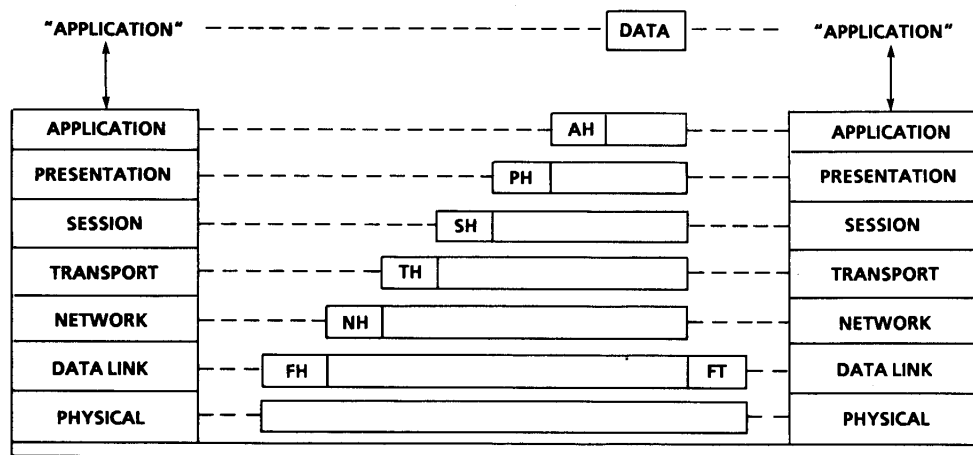 "APPLICATION" DATA "APPLICATION"
APPLICATION AH APPLICATION
PRESENTATION PH PRESENTATION
SESSION SH SESSION
TRANSPORT TH TRANSPORT
NETWORK NH NETWORK
DATA LINK FH FT DATA LINK
PHYSICAL PHYSICAL